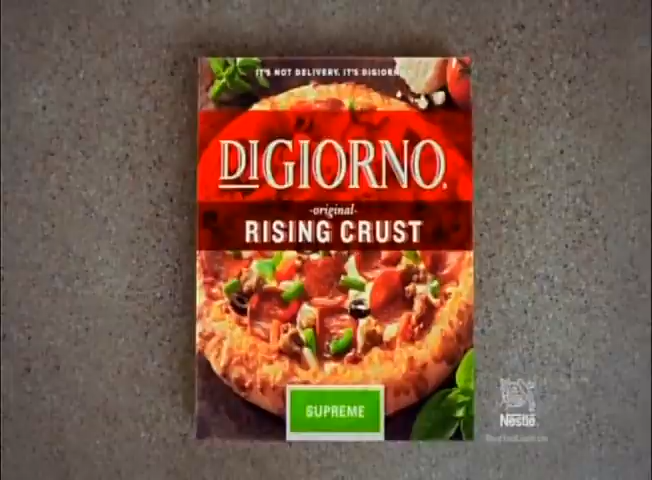 IT'S NOT DELIVERY. IT'S DIGIORNO
DIGIORNO
-original-
RISING CRUST
SUPREME
Nestlé